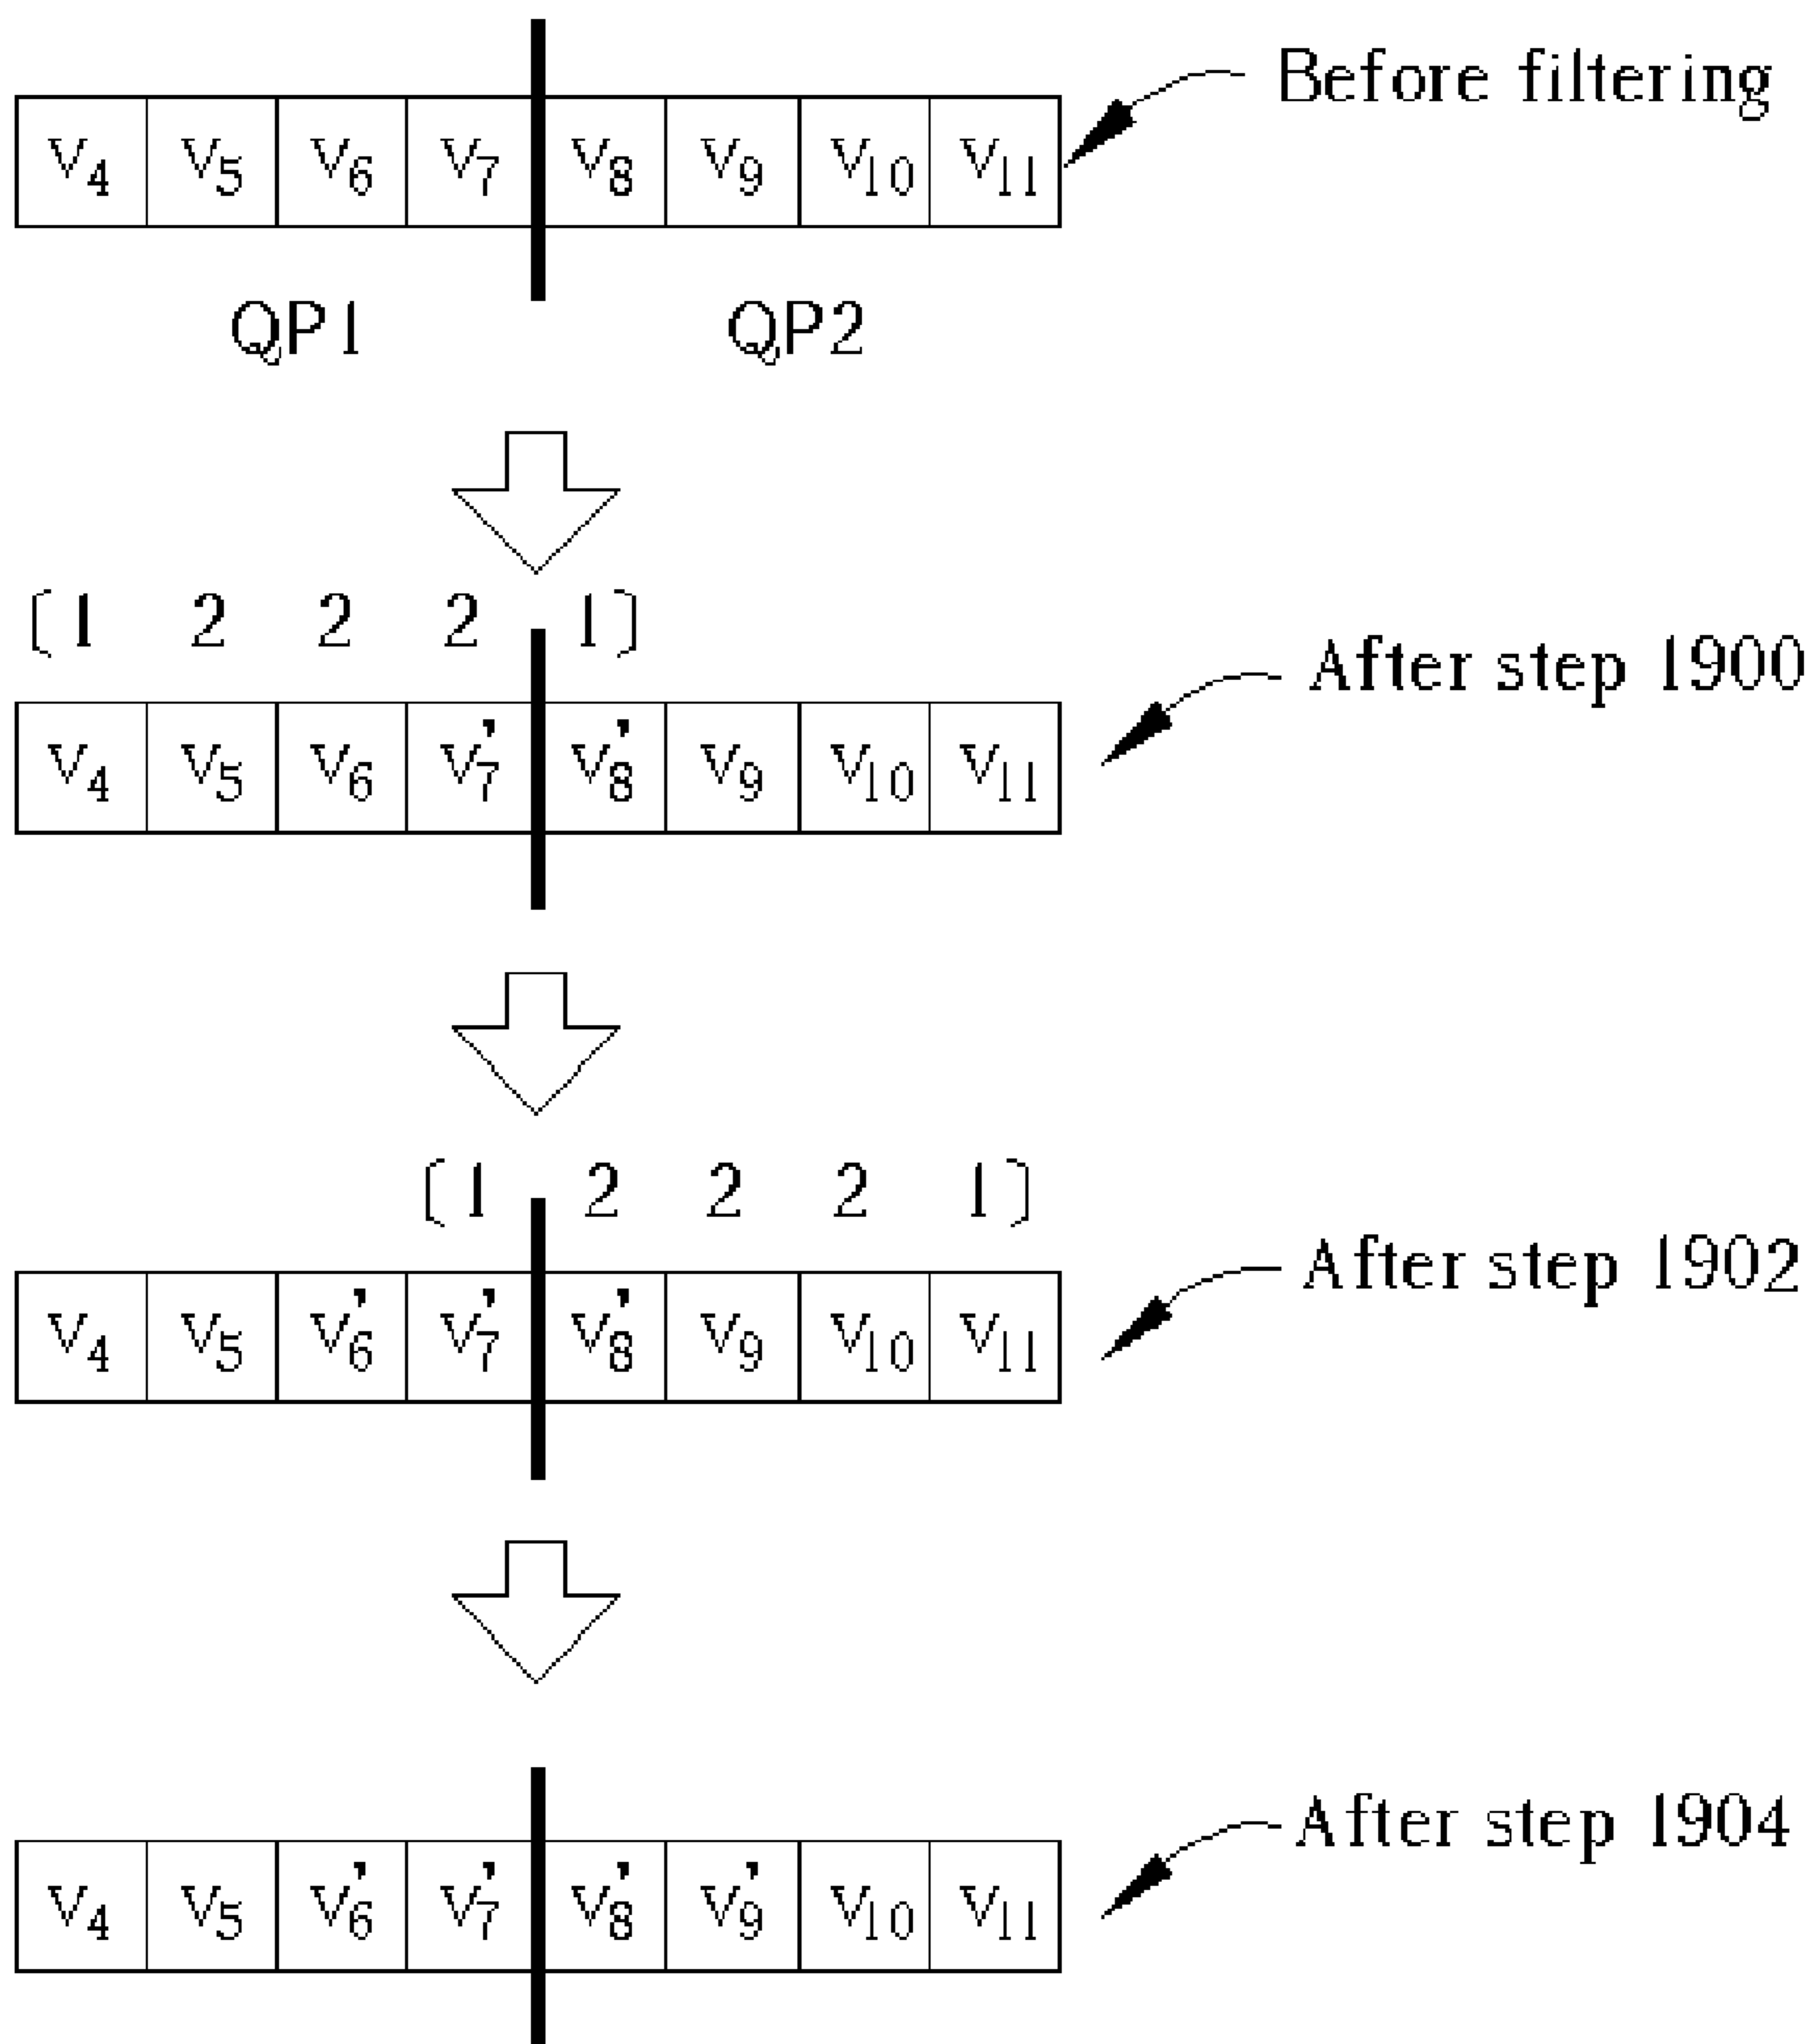 Before filtering
V4 V5 V6 V7 V8 V9 V10 V11
QP1 QP2
[1 2 2 2 1]
After step 1900
V4 V5 V6 V7' V8' V9 V10 V11
[1 2 2 2 1]
After step 1902
V4 V5 V6' V7' V8' V9 V10 V11
After step 1904
V4 V5 V6' V7' V8' V9' V10 V11